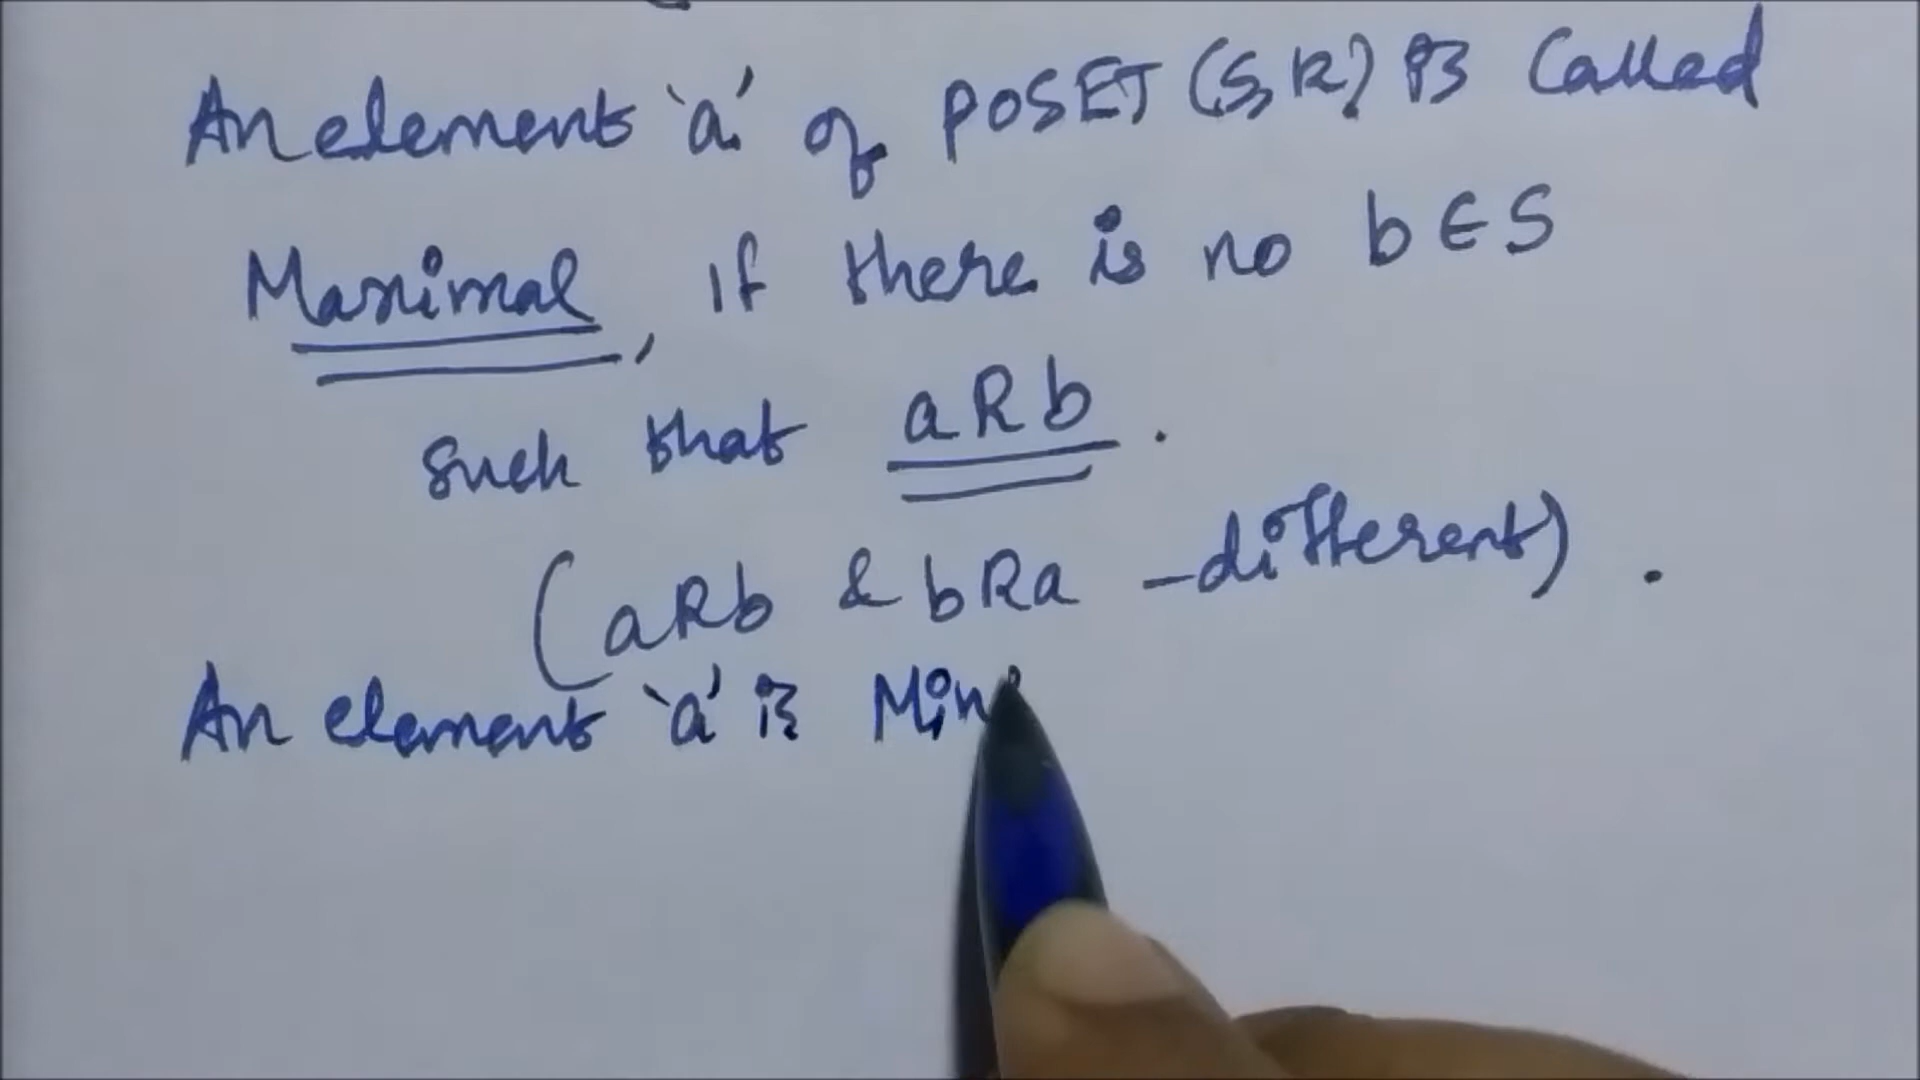 An element 'a' of POSET (S, R) is called
Maximal, if there is no b ∈ S
such that aRb .
(aRb & bRa - different) .
An element 'a' is Min